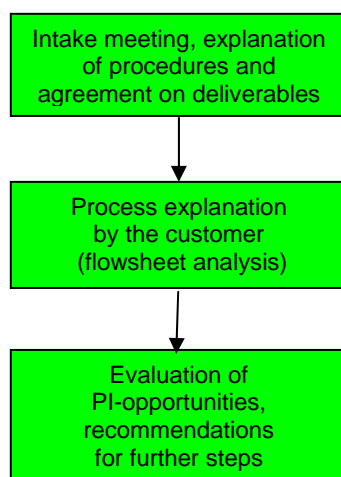 Intake meeting, explanation
of procedures and
agreement on deliverables
Process explanation
by the customer
(flowsheet analysis)
Evaluation of
PI-opportunities,
recommendations
for further steps